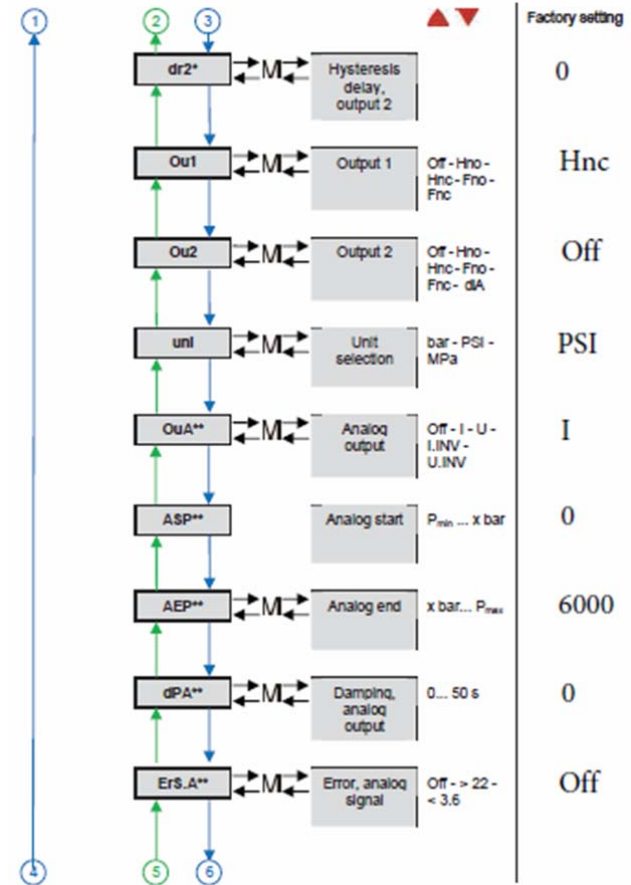 1 2 3 Factory setting
dr2* M Hysteresis delay, output 2 0
Ou1 M Output 1 Off - Hno - Hnc - Fno - Fnc Hnc
Ou2 M Output 2 Off - Hno - Hnc - Fno - Fnc - dIA Off
unI M Unit selection bar - PSI - MPa PSI
OuA** M Analog output Off - I - U - I.INV - U.INV I
ASP** Analog start Pmin ... x bar 0
AEP** M Analog end x bar... Pmax 6000
dPA** M Damping, analog output 0... 50 s 0
ErS.A** M Error, analog signal Off - > 22 - < 3.6 Off
4 5 6